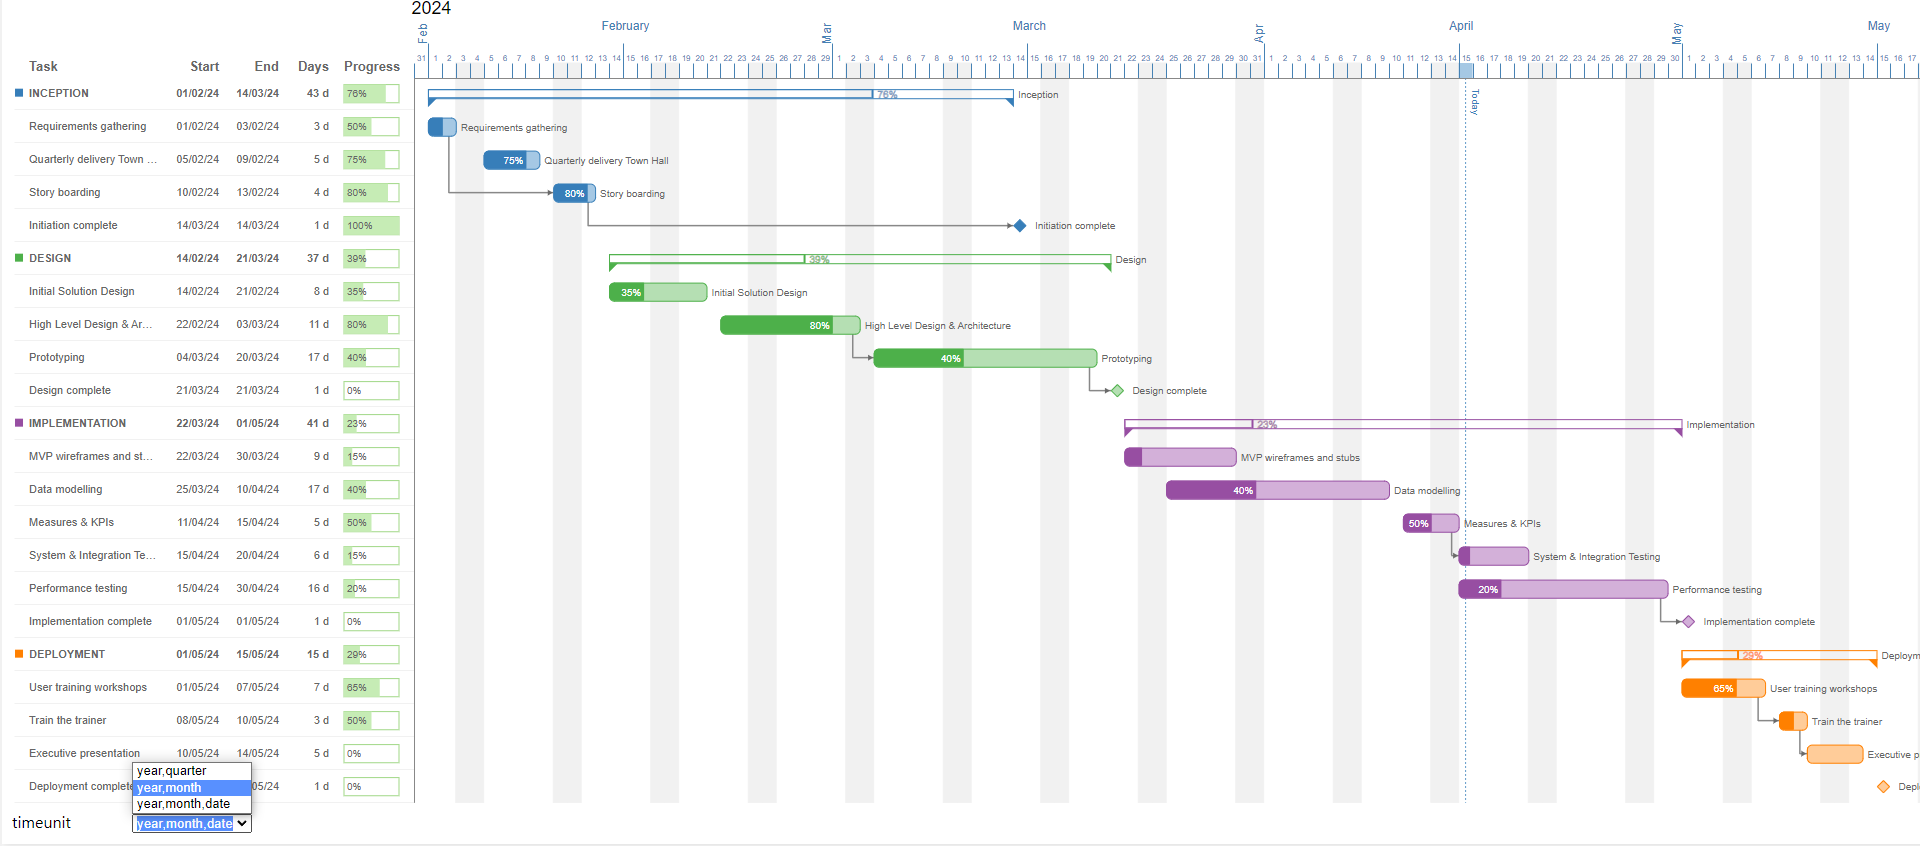 2024
Feb February Mar March Apr April May May
31 1 2 3 4 5 6 7 8 9 10 11 12 13 14 15 16 17 18 19 20 21 22 23 24 25 26 27 28 29 1 2 3 4 5 6 7 8 9 10 11 12 13 14 15 16 17 18 19 20 21 22 23 24 25 26 27 28 29 30 31 1 2 3 4 5 6 7 8 9 10 11 12 13 14 15 16 17 18 19 20 21 22 23 24 25 26 27 28 29 30 1 2 3 4 5 6 7 8 9 10 11 12 13 14 15 16 17
Task Start End Days Progress
INCEPTION 01/02/24 14/03/24 43 d 76% 76% Inception
Today
Requirements gathering 01/02/24 03/02/24 3 d 50% Requirements gathering
Quarterly delivery Town ... 05/02/24 09/02/24 5 d 75% 75% Quarterly delivery Town Hall
Story boarding 10/02/24 13/02/24 4 d 80% 80% Story boarding
Initiation complete 14/03/24 14/03/24 1 d 100% Initiation complete
DESIGN 14/02/24 21/03/24 37 d 39% 39% Design
Initial Solution Design 14/02/24 21/02/24 8 d 35% 35% Initial Solution Design
High Level Design & Ar... 22/02/24 03/03/24 11 d 80% 80% High Level Design & Architecture
Prototyping 04/03/24 20/03/24 17 d 40% 40% Prototyping
Design complete 21/03/24 21/03/24 1 d 0% Design complete
IMPLEMENTATION 22/03/24 01/05/24 41 d 23% 23% Implementation
MVP wireframes and st... 22/03/24 30/03/24 9 d 15% MVP wireframes and stubs
Data modelling 25/03/24 10/04/24 17 d 40% 40% Data modelling
Measures & KPIs 11/04/24 15/04/24 5 d 50% 50% Measures & KPIs
System & Integration Te... 15/04/24 20/04/24 6 d 15% System & Integration Testing
Performance testing 15/04/24 30/04/24 16 d 20% 20% Performance testing
Implementation complete 01/05/24 01/05/24 1 d 0% Implementation complete
DEPLOYMENT 01/05/24 15/05/24 15 d 29% 29% Deploym
User training workshops 01/05/24 07/05/24 7 d 65% 65% User training workshops
Train the trainer 08/05/24 10/05/24 3 d 50% Train the trainer
Executive presentation 10/05/24 14/05/24 5 d 0% Executive p
year,quarter
Deployment complete 05/24 1 d 0% Depl
year,month
year,month,date
timeunit year,month,date